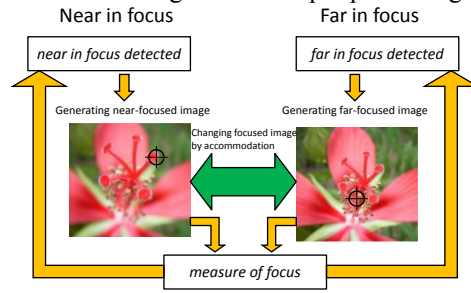 Near in focus
Far in focus
near in focus detected
far in focus detected
Generating near-focused image
Generating far-focused image
Changing focused image
by accommodation
measure of focus